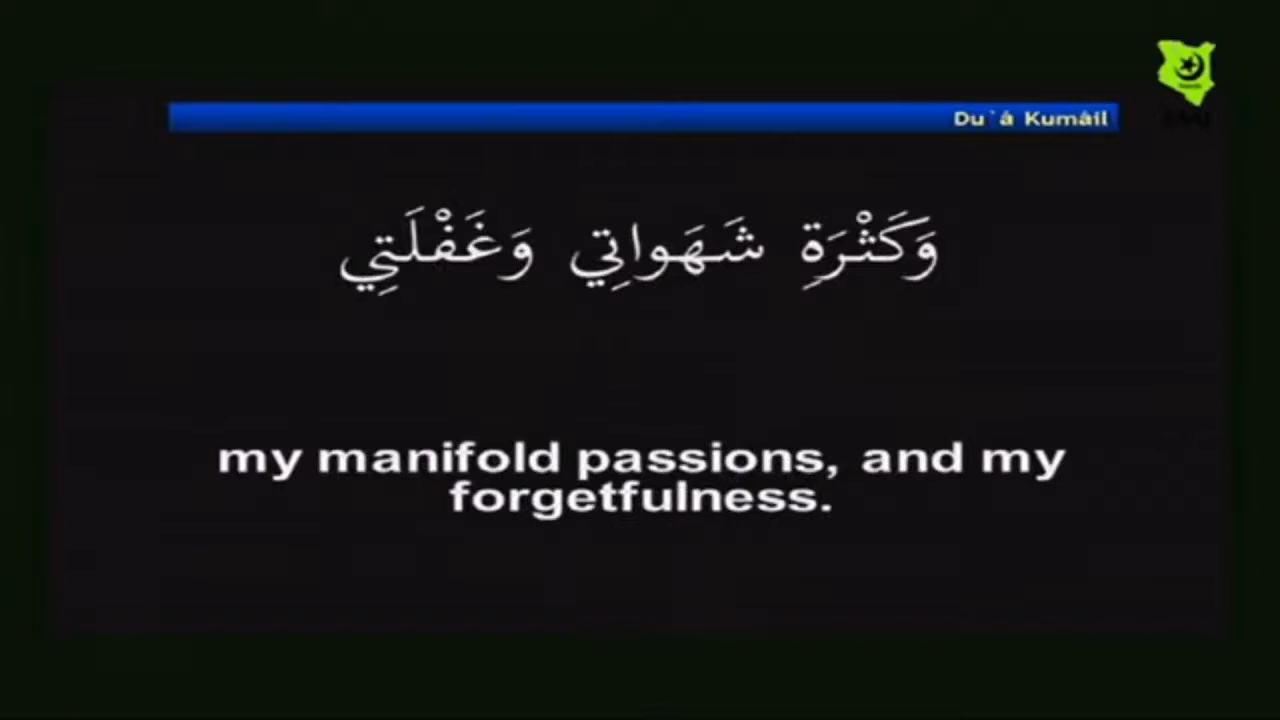 Du`â Kumâil
وَكَثْرَةِ شَهَواتِي وَغَفْلَتِي
my manifold passions, and my
forgetfulness.